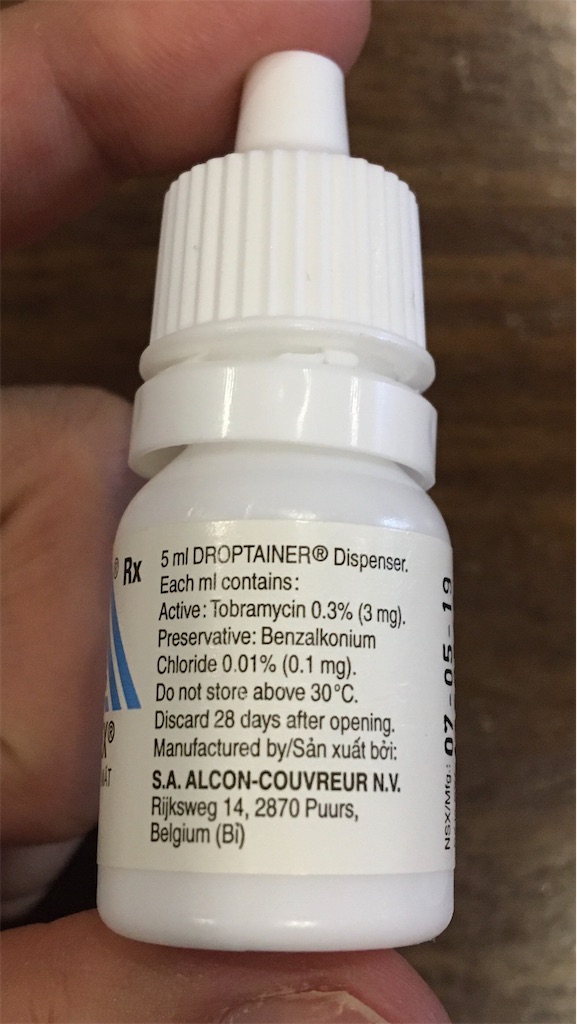 ® Rx
5 ml DROPTAINER® Dispenser.
Each ml contains:
Active: Tobramycin 0.3% (3 mg).
Preservative: Benzalkonium
Chloride 0.01% (0.1 mg).
Do not store above 30°C.
Discard 28 days after opening.
Manufactured by/Sản xuất bởi:
S.A. ALCON-COUVREUR N.V.
Rijksweg 14, 2870 Puurs,
Belgium (Bỉ)
NSX/Mfg.: 07-05-19